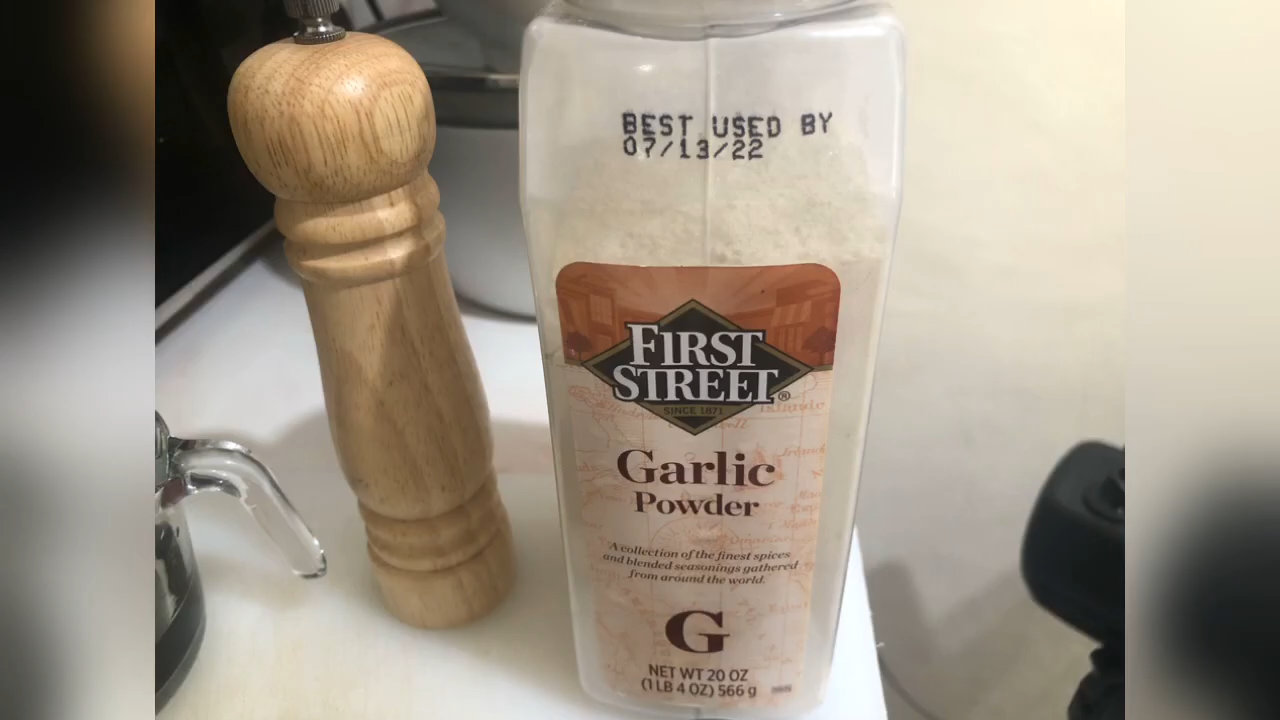 BEST USED BY
07/13/22
FIRST
STREET®
SINCE 1871
Garlic
Powder
A collection of the finest spices
and blended seasonings gathered
from around the world.
G
NET WT 20 OZ
(1 LB 4 OZ) 566 g